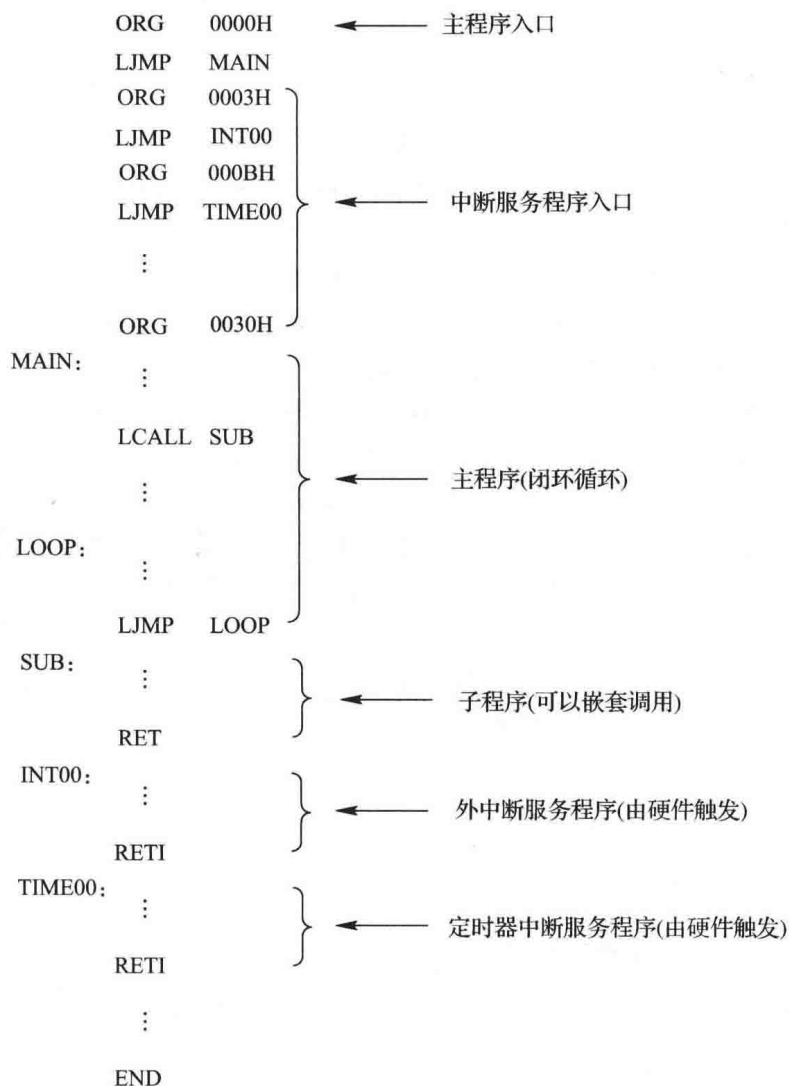 ORG 0000H 主程序入口
LJMP MAIN
ORG 0003H
LJMP INT00
ORG 000BH
LJMP TIME00 中断服务程序入口
⋮
ORG 0030H
MAIN: ⋮
LCALL SUB
⋮ 主程序(闭环循环)
LOOP: ⋮
LJMP LOOP
SUB: ⋮
子程序(可以嵌套调用)
RET
INT00: ⋮
外中断服务程序(由硬件触发)
RETI
TIME00: ⋮
定时器中断服务程序(由硬件触发)
RETI
⋮
END